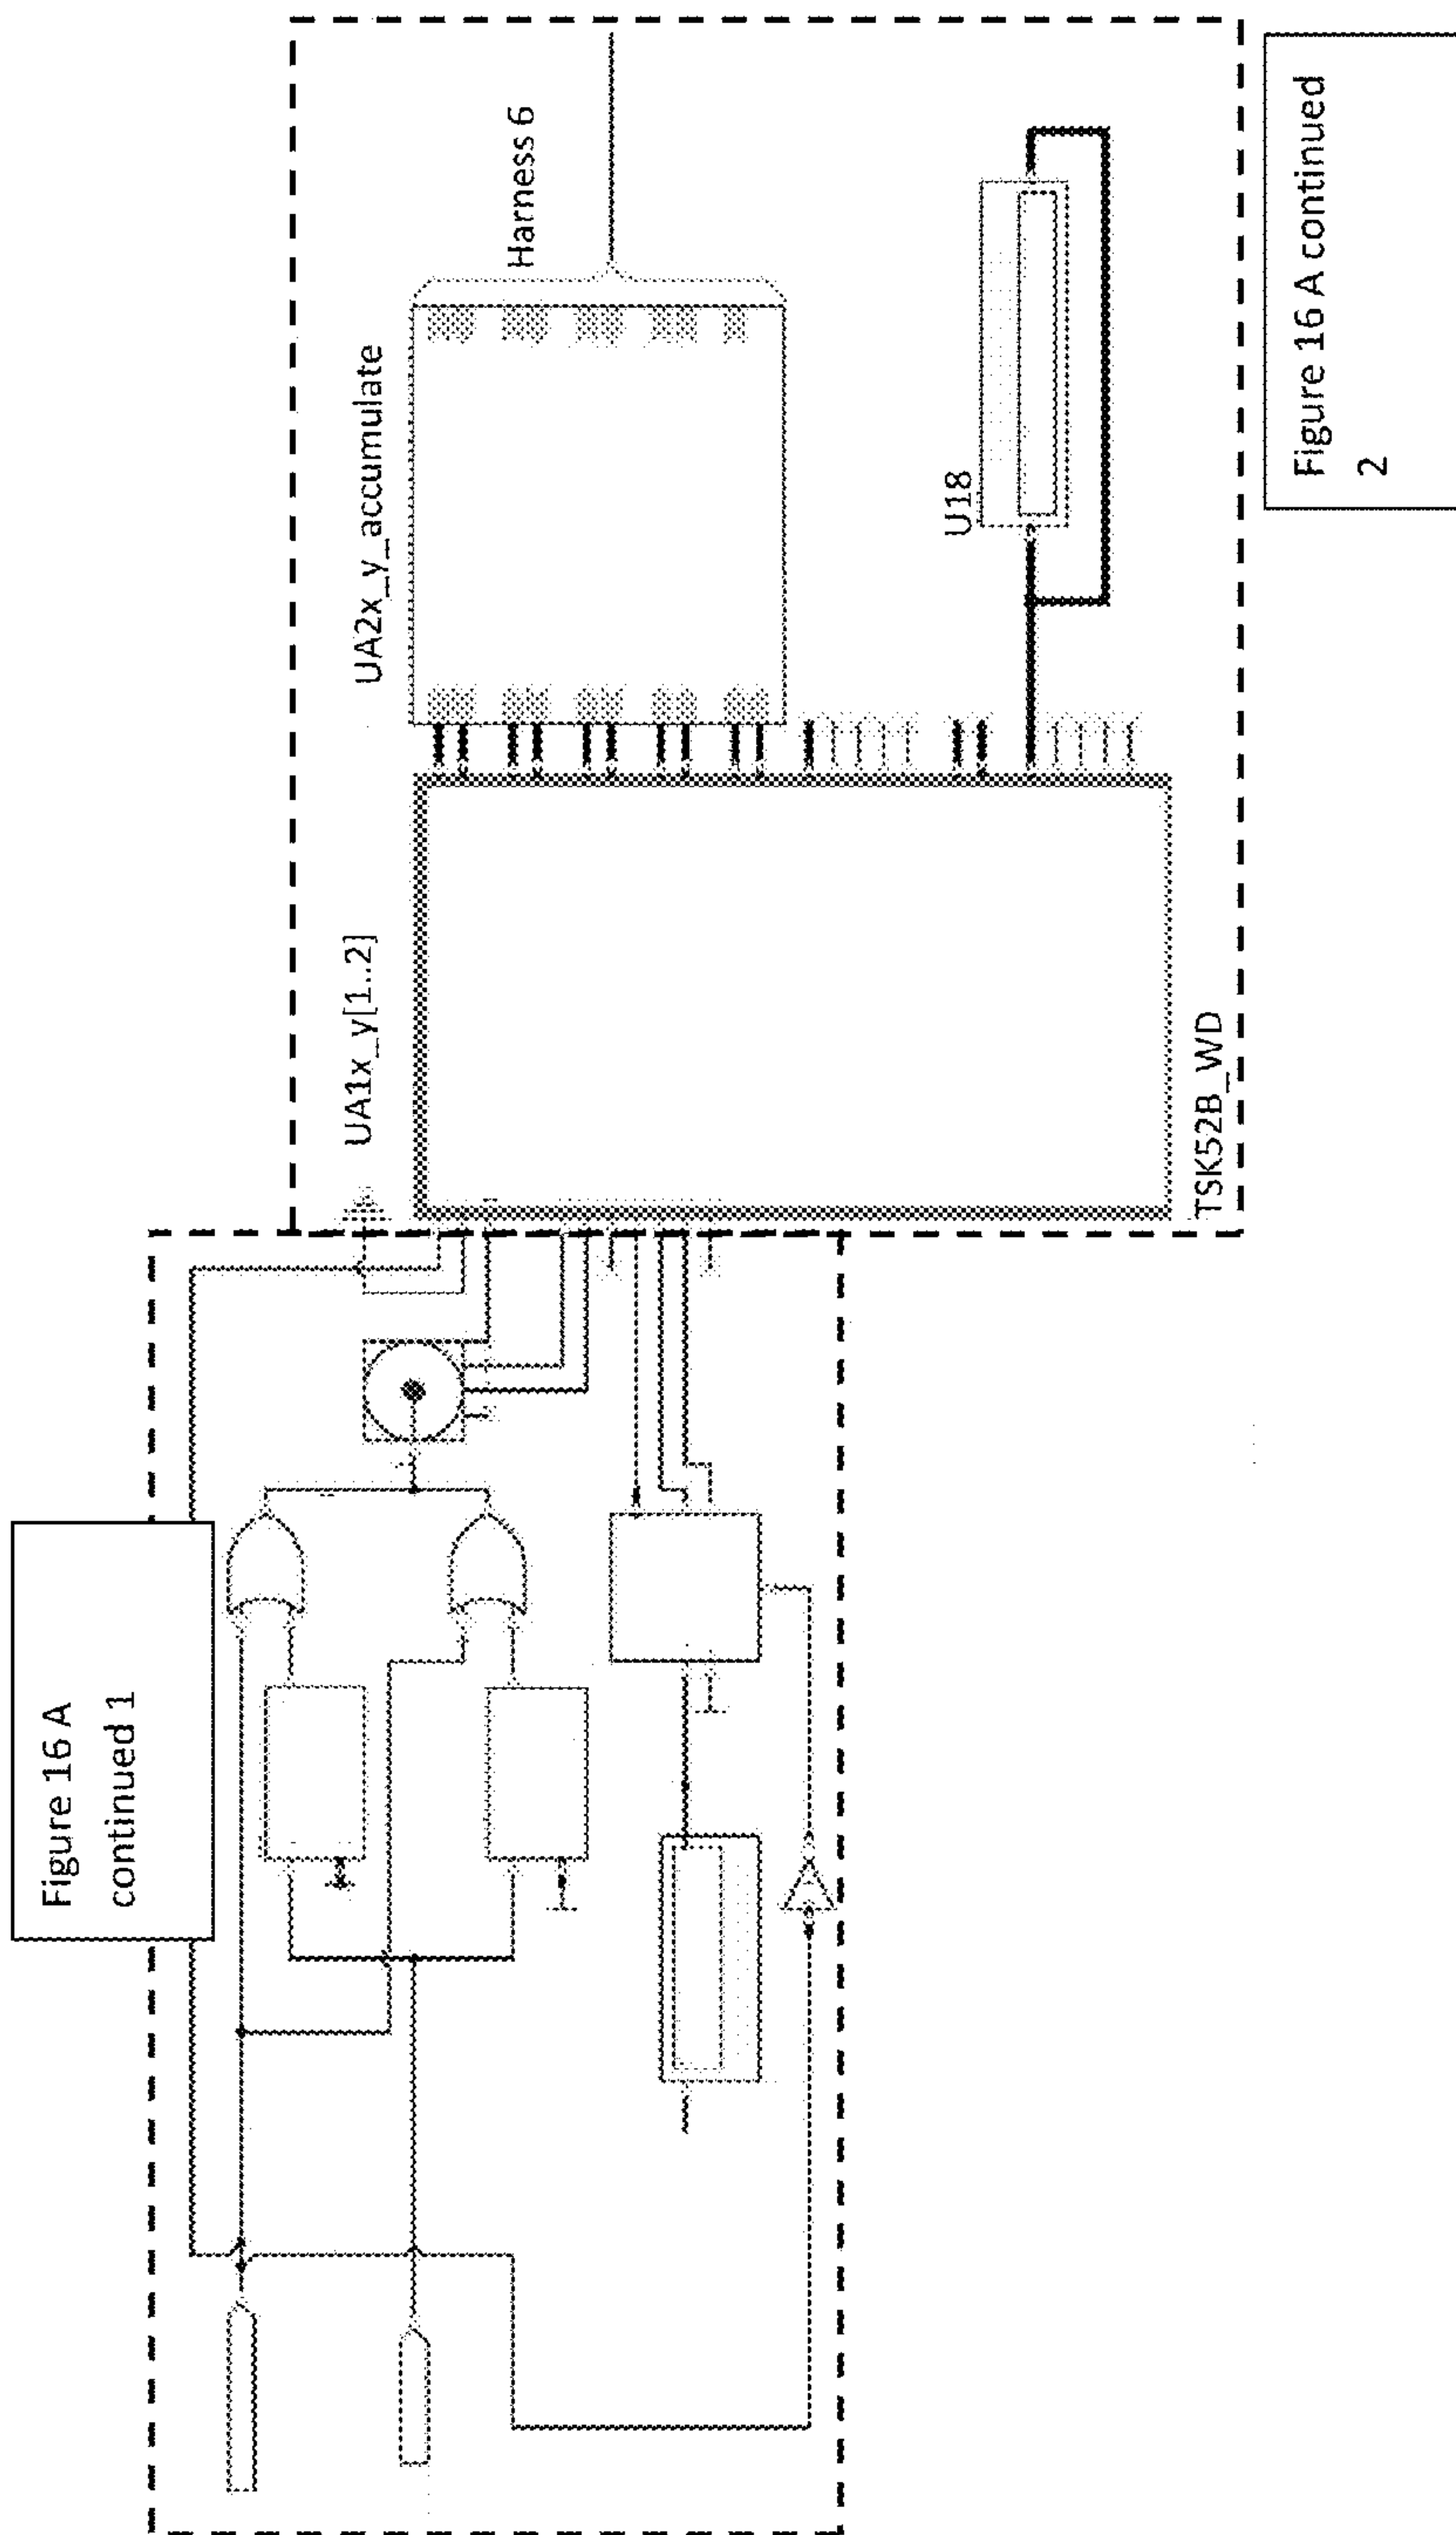 Figure 16 A
continued 1
UA1x_y[1..2]
TSK52B_WD
UA2x_y_accumulate
Harness 6
U18
Figure 16 A continued
2